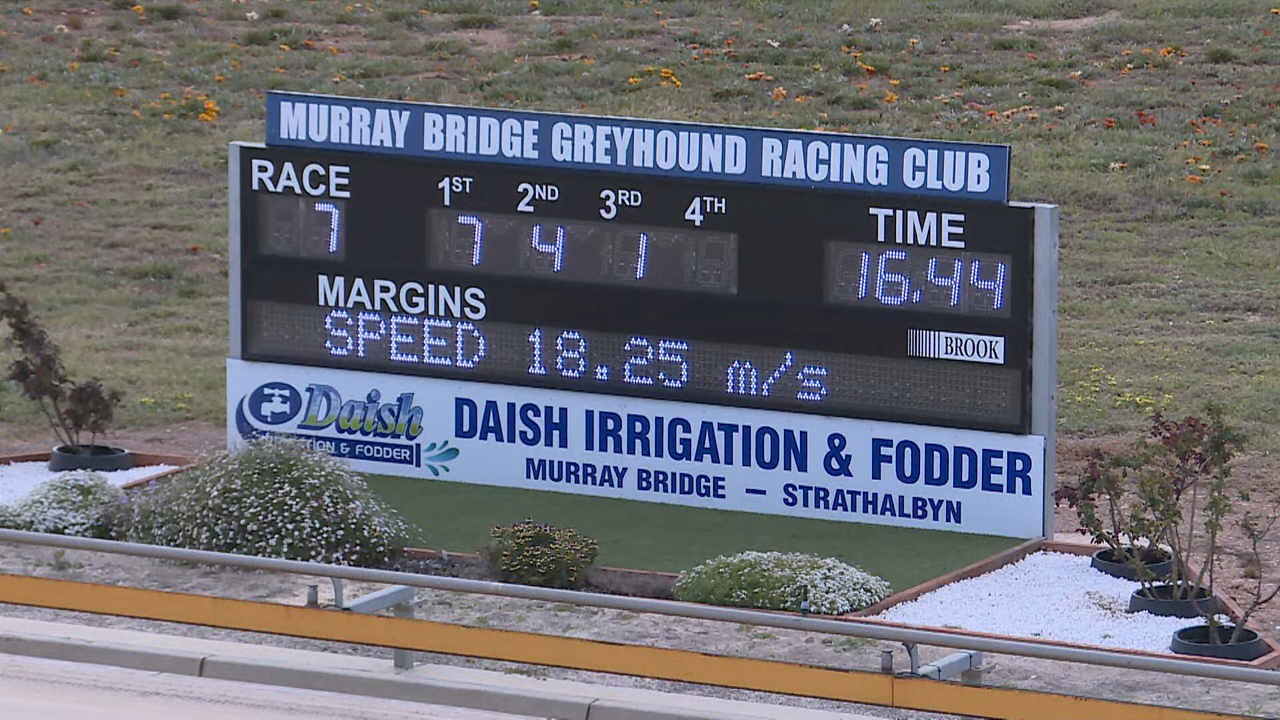 MURRAY BRIDGE GREYHOUND RACING CLUB
RACE 1ST 2ND 3RD 4TH TIME
7 7 4 1 16.44
MARGINS
SPEED 18.25 m/s
BROOK
Daish
& FODDER
DAISH IRRIGATION & FODDER
MURRAY BRIDGE – STRATHALBYN